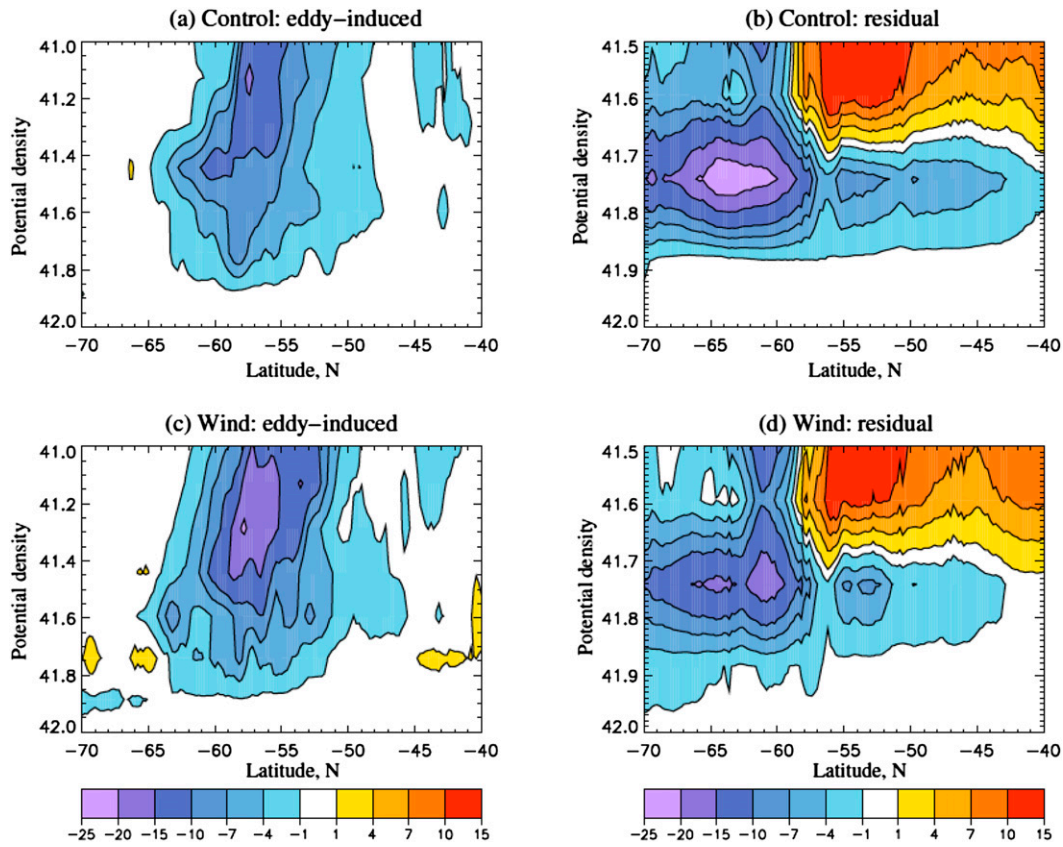 (a) Control: eddy−induced
41.0
41.2
41.4
41.6
41.8
42.0
Potential density
−70 −65 −60 −55 −50 −45 −40
Latitude, N
(b) Control: residual
41.5
41.6
41.7
41.8
41.9
Potential density
−70 −65 −60 −55 −50 −45 −40
Latitude, N
(c) Wind: eddy−induced
41.0
41.2
41.4
41.6
41.8
42.0
Potential density
−70 −65 −60 −55 −50 −45 −40
Latitude, N
(d) Wind: residual
41.5
41.6
41.7
41.8
41.9
42.0
Potential density
−70 −65 −60 −55 −50 −45 −40
Latitude, N
−25 −20 −15 −10 −7 −4 −1 1 4 7 10 15
−25 −20 −15 −10 −7 −4 −1 1 4 7 10 15